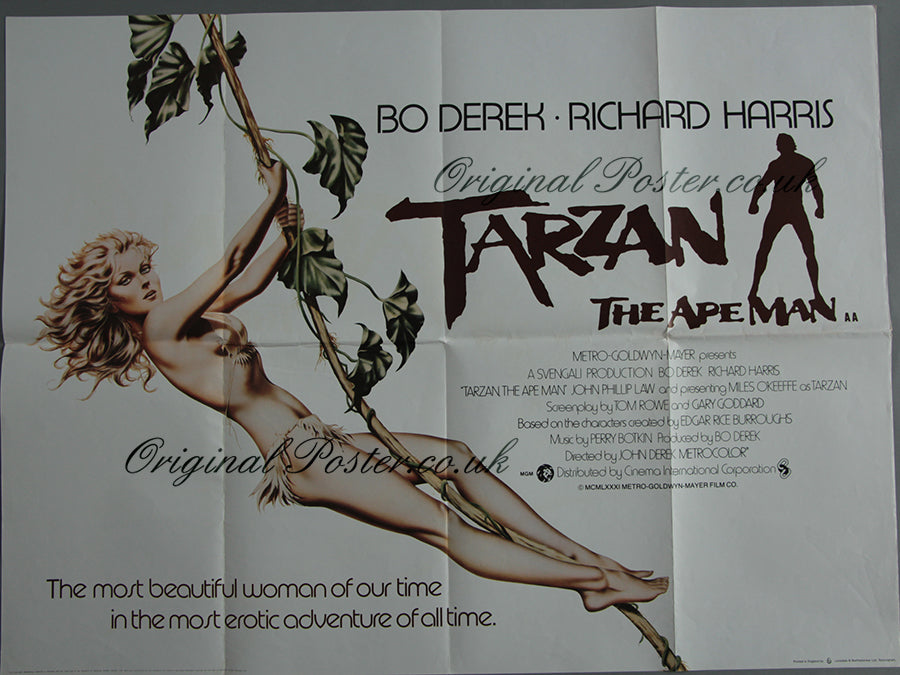 BO DEREK · RICHARD HARRIS
Original Poster.co.uk
TARZAN
THE APE MAN AA
METRO-GOLDWYN-MAYER presents
A SVENGALI PRODUCTION BO DEREK RICHARD HARRIS
"TARZAN, THE APE MAN" JOHN PHILLIP LAW and presenting MILES O'KEEFFE as TARZAN
Screenplay by TOM ROWE and GARY GODDARD
Based on the characters created by EDGAR RICE BURROUGHS
Music by PERRY BOTKIN Produced by BO DEREK
Directed by JOHN DEREK METROCOLOR®
Original Poster.co.uk
MGM Distributed by Cinema International Corporation
© MCMLXXXI METRO-GOLDWYN-MAYER FILM CO.
The most beautiful woman of our time
in the most erotic adventure of all time.